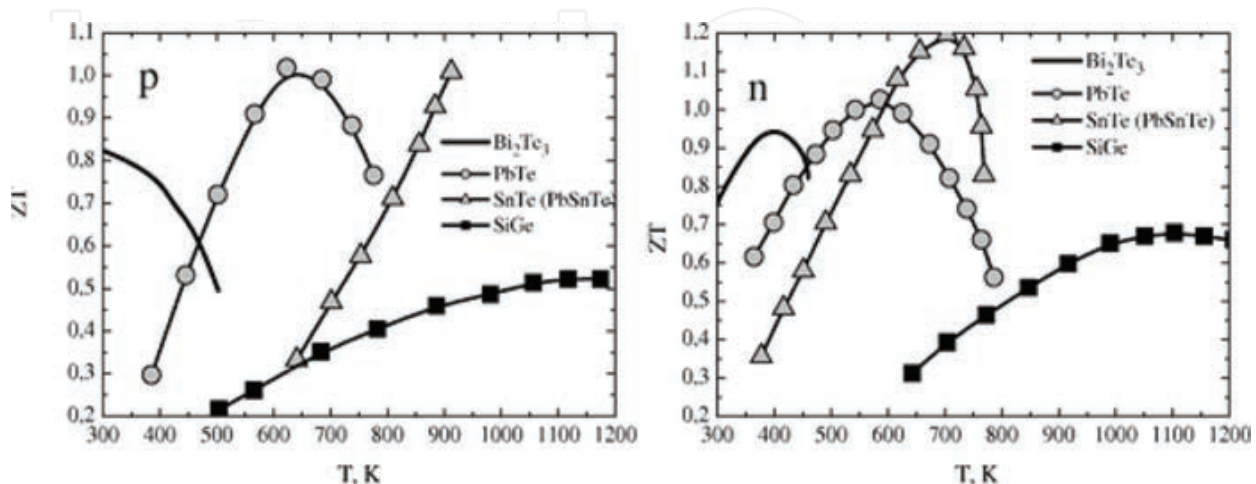 p
1,1
1,0
0,9
0,8
0,7
0,6
0,5
0,4
0,3
0,2
ZT
300 400 500 600 700 800 900 1000 1100 1200
T, K
Bi₂Te₃
PbTe
SnTe (PbSnTe)
SiGe
n
1,2
1,1
1,0
0,9
0,8
0,7
0,6
0,5
0,4
0,3
0,2
ZT
300 400 500 600 700 800 900 1000 1100 1200
T, K
Bi₂Te₃
PbTe
SnTe (PbSnTe)
SiGe